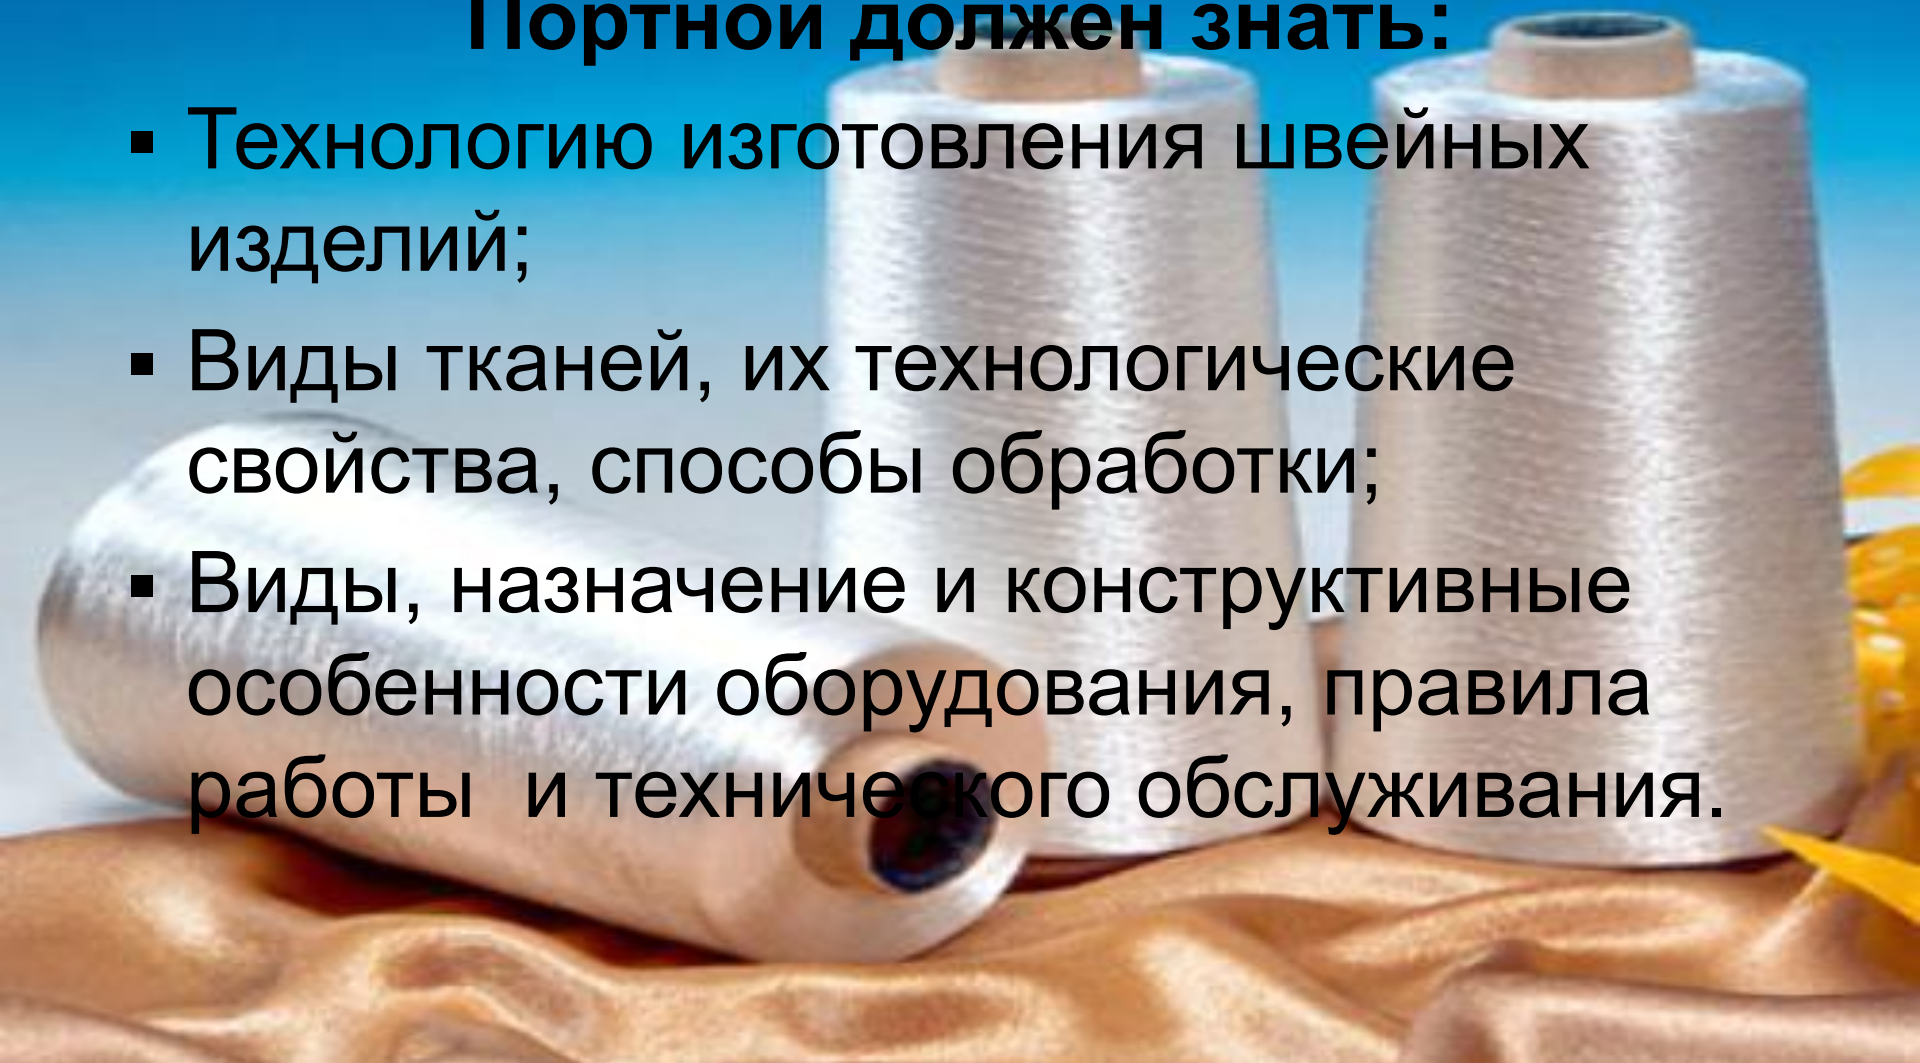 Портной должен знать:
▪ Технологию изготовления швейных
изделий;
▪ Виды тканей, их технологические
свойства, способы обработки;
▪ Виды, назначение и конструктивные
особенности оборудования, правила
работы  и технического обслуживания.